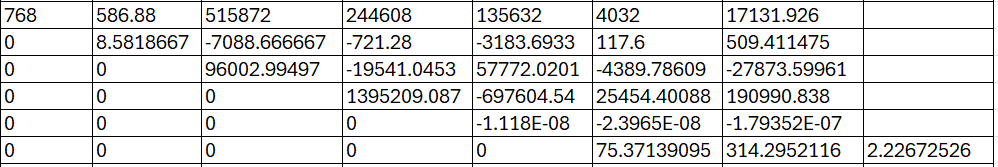 768 586.88 515872 244608 135632 4032 17131.926
0 8.5818667 -7088.666667 -721.28 -3183.6933 117.6 509.411475
0 0 96002.99497 -19541.0453 57772.0201 -4389.78609 -27873.59961
0 0 0 1395209.087 -697604.54 25454.40088 190990.838
0 0 0 0 -1.118E-08 -2.3965E-08 -1.79352E-07
0 0 0 0 0 75.37139095 314.2952116 2.22672526